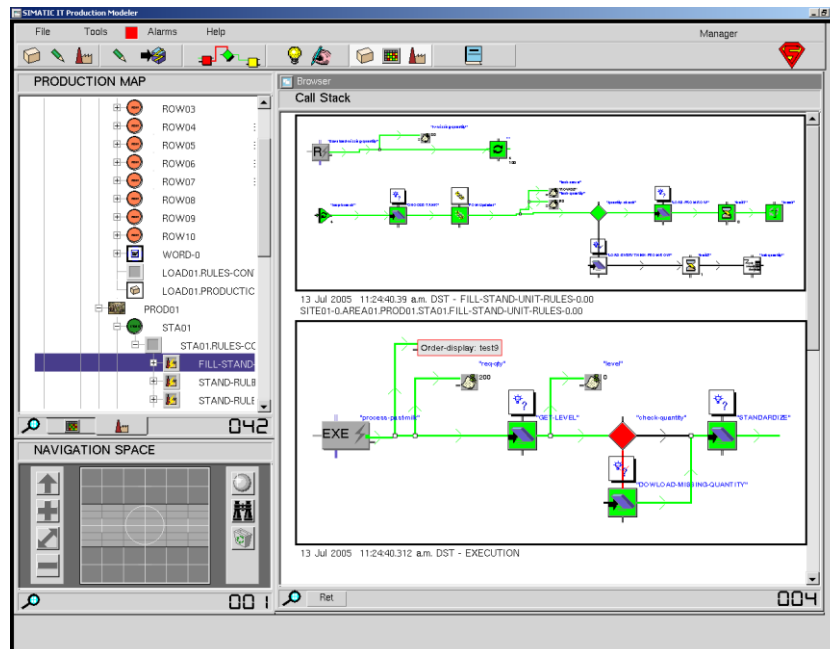 SIMATIC IT Production Modeler
File Tools Alarms Help Manager
PRODUCTION MAP
ROW03
ROW04
ROW05
ROW06
ROW07
ROW08
ROW09
ROW10
WORD-0
LOAD01.RULES-CON
LOAD01.PRODUCTIC
PROD01
STA01
STA01.RULES-CC
FILL-STAND-
STAND-RULE
STAND-RULE
042
NAVIGATION SPACE
001
Browser
Call Stack
R
13 Jul 2005 11:24:40.39 a.m. DST - FILL-STAND-UNIT-RULES-0.00
SITE01-0.AREA01.PROD01.STA01.FILL-STAND-UNIT-RULES-0.00
Order-display: test9
"req-qty" "level"
200 0
"process-pastmilk" "GET-LEVEL" "check-quantity" "STANDARDIZE"
EXE
"DOWLOAD-MISSING-QUANTITY"
13 Jul 2005 11:24:40.312 a.m. DST - EXECUTION
Ret
004